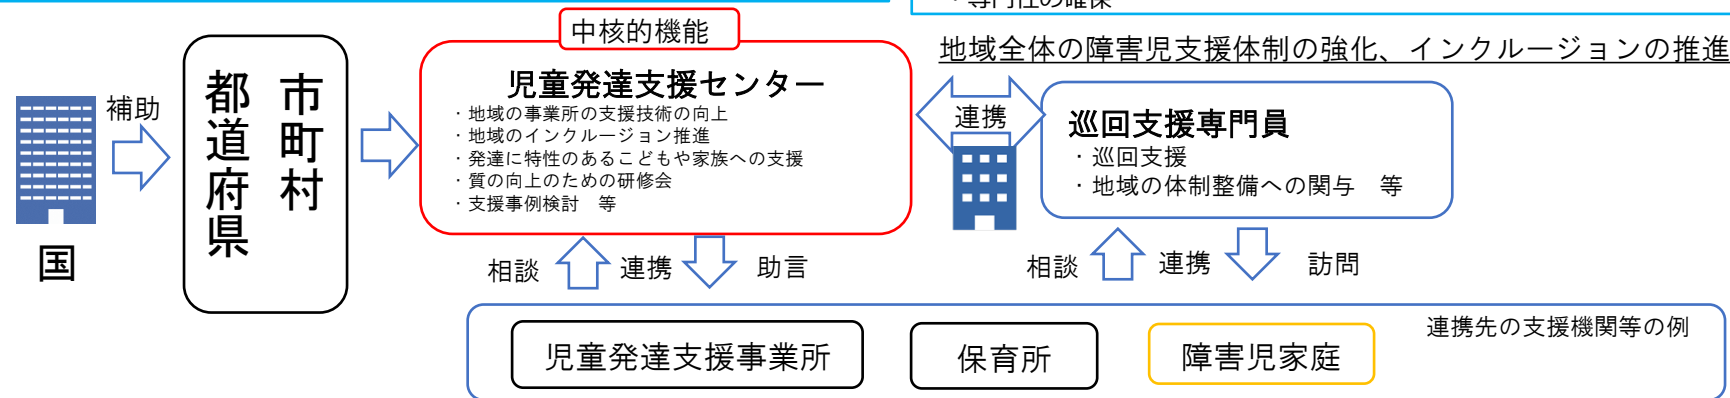 ・専門性の確保
中核的機能
地域全体の障害児支援体制の強化、インクルージョンの推進
国
補助
都道府県
市町村
児童発達支援センター
・地域の事業所の支援技術の向上
・地域のインクルージョン推進
・発達に特性のあるこどもや家族への支援
・質の向上のための研修会
・支援事例検討　等
連携
巡回支援専門員
・巡回支援
・地域の体制整備への関与　等
相談
連携
助言
相談
連携
訪問
連携先の支援機関等の例
児童発達支援事業所
保育所
障害児家庭